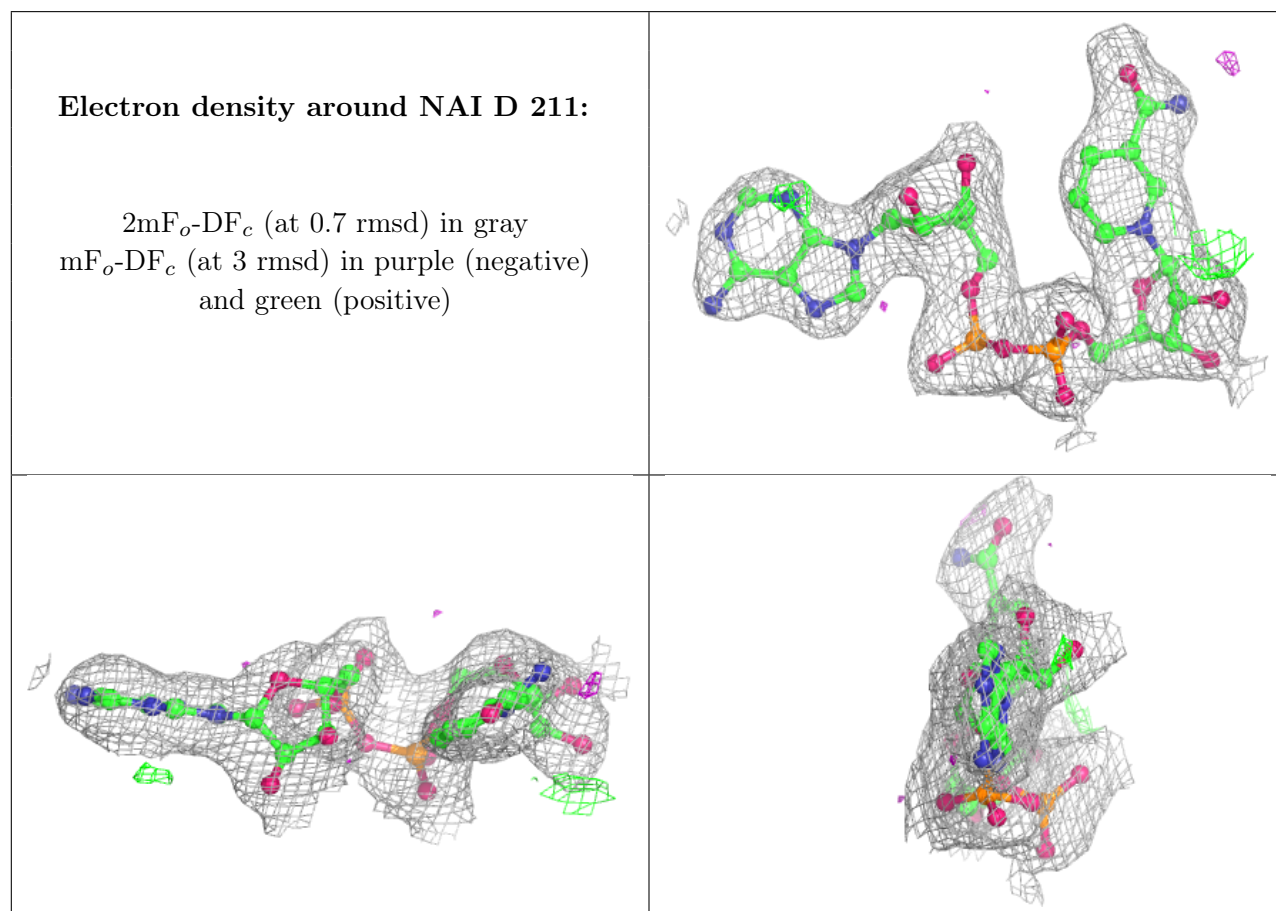 Electron density around NAI D 211:
2mFo-DFc (at 0.7 rmsd) in gray
mFo-DFc (at 3 rmsd) in purple (negative)
and green (positive)